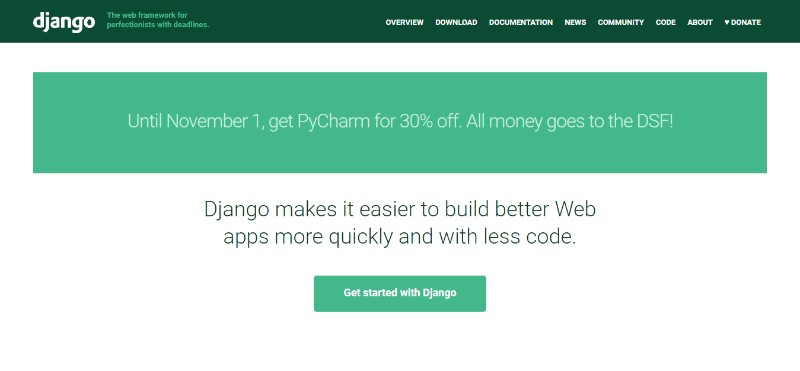 django
The web framework for
perfectionists with deadlines.
OVERVIEW DOWNLOAD DOCUMENTATION NEWS COMMUNITY CODE ABOUT ♥ DONATE
Until November 1, get PyCharm for 30% off. All money goes to the DSF!
Django makes it easier to build better Web
apps more quickly and with less code.
Get started with Django